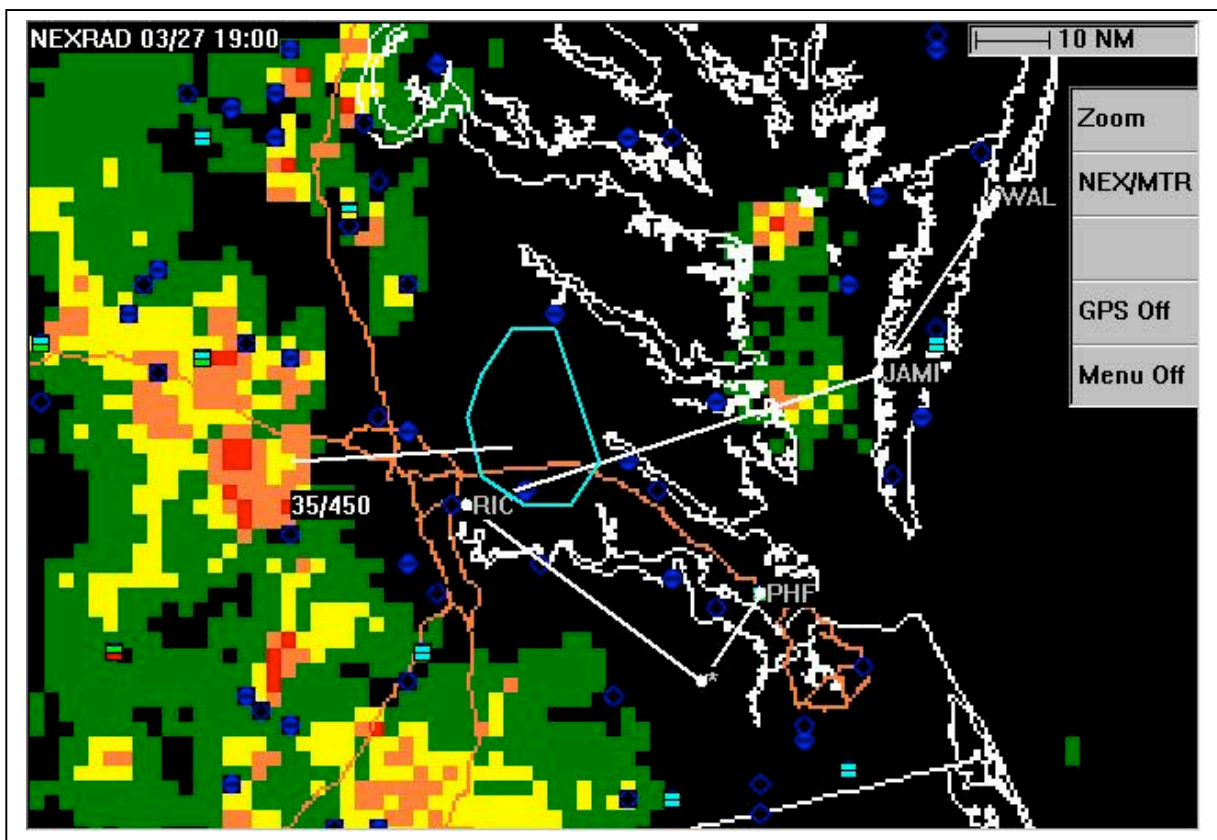 NEXRAD 03/27 19:00
10 NM
Zoom
NEX/MTR
WAL
GPS Off
JAMI
Menu Off
35/450
RIC
PHF
*